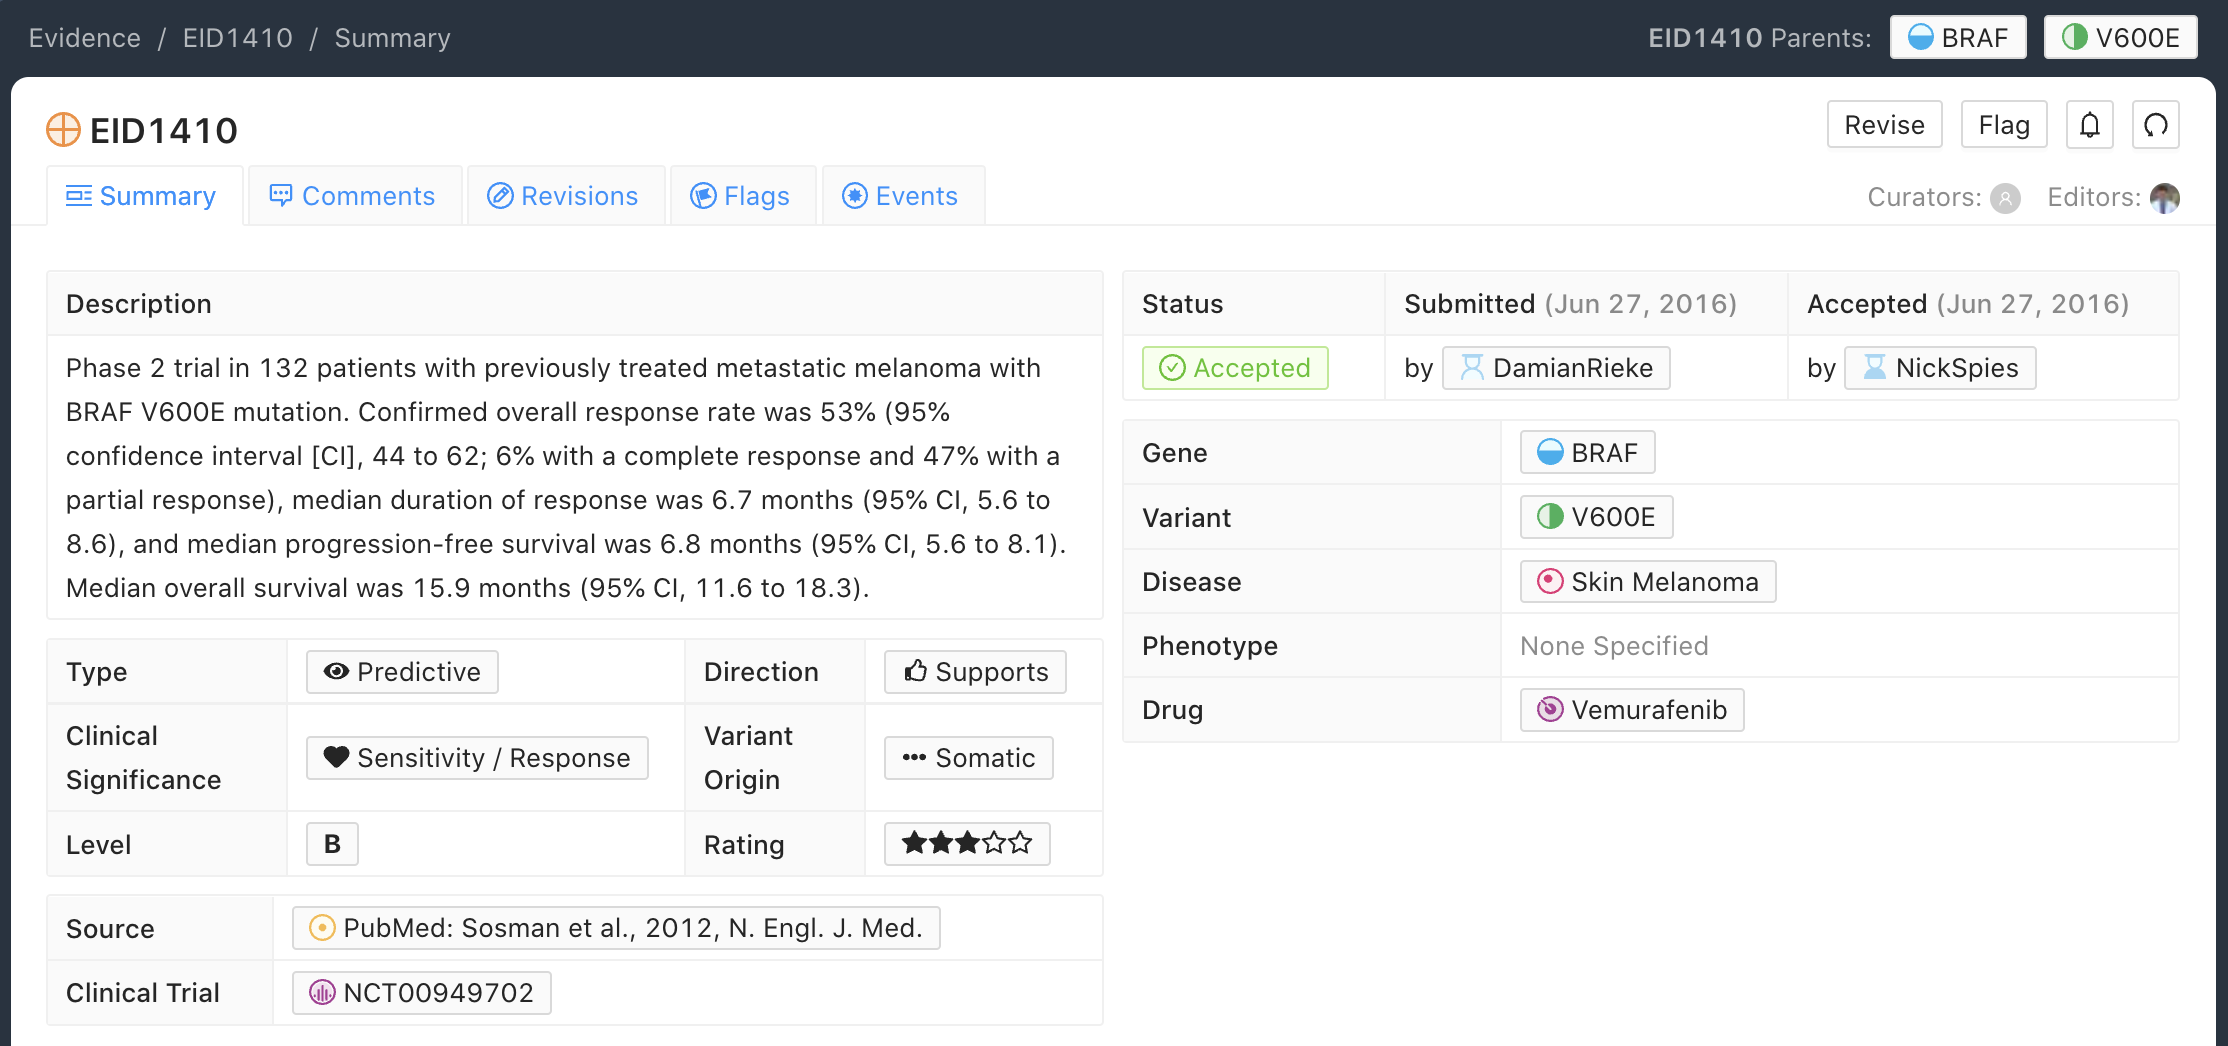 Evidence / EID1410 / Summary
EID1410 Parents: BRAF V600E
EID1410
Revise Flag
Summary Comments Revisions Flags Events
Curators: Editors:
Description
Phase 2 trial in 132 patients with previously treated metastatic melanoma with
BRAF V600E mutation. Confirmed overall response rate was 53% (95%
confidence interval [CI], 44 to 62; 6% with a complete response and 47% with a
partial response), median duration of response was 6.7 months (95% CI, 5.6 to
8.6), and median progression-free survival was 6.8 months (95% CI, 5.6 to 8.1).
Median overall survival was 15.9 months (95% CI, 11.6 to 18.3).
Type Predictive Direction Supports
Clinical
Significance Sensitivity / Response Variant
Origin Somatic
Level B Rating
Source PubMed: Sosman et al., 2012, N. Engl. J. Med.
Clinical Trial NCT00949702
Status Submitted (Jun 27, 2016) Accepted (Jun 27, 2016)
Accepted by DamianRieke by NickSpies
Gene BRAF
Variant V600E
Disease Skin Melanoma
Phenotype None Specified
Drug Vemurafenib